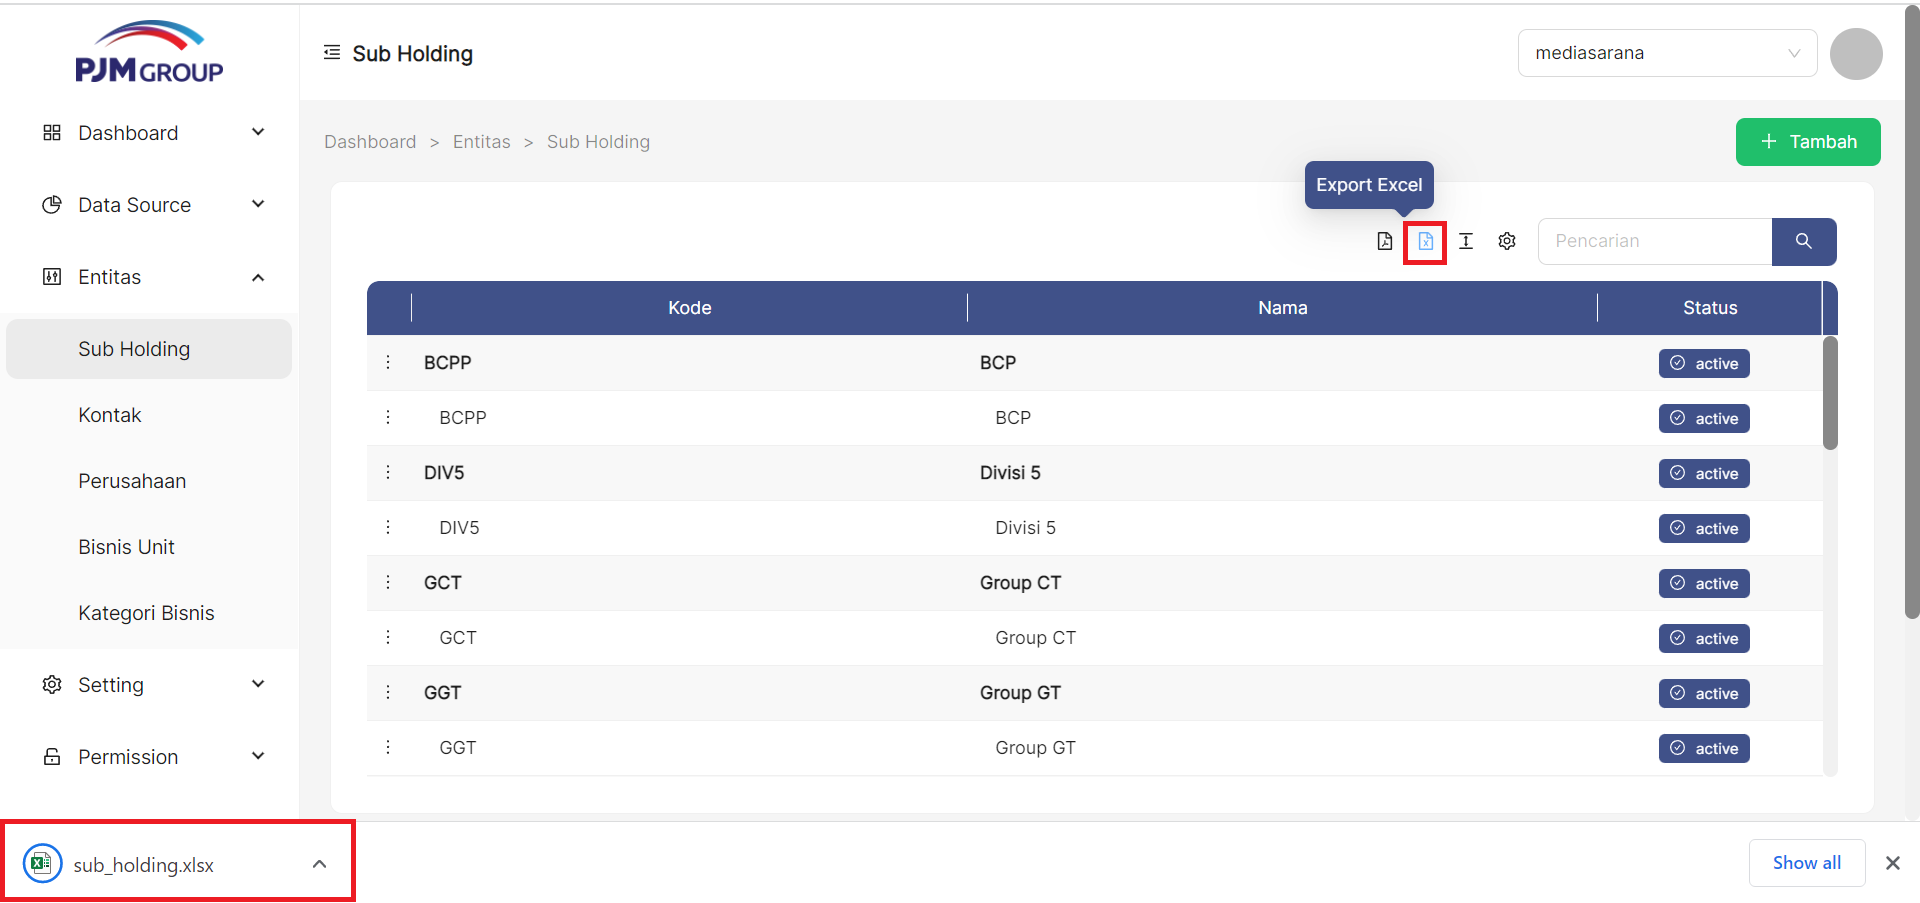 PJM GROUP
Sub Holding
mediasarana
Dashboard
Data Source
Entitas
Sub Holding
Kontak
Perusahaan
Bisnis Unit
Kategori Bisnis
Setting
Permission
Dashboard > Entitas > Sub Holding
+ Tambah
Export Excel
Pencarian
Kode Nama Status
BCPP BCP active
BCPP BCP active
DIV5 Divisi 5 active
DIV5 Divisi 5 active
GCT Group CT active
GCT Group CT active
GGT Group GT active
GGT Group GT active
sub_holding.xlsx
Show all